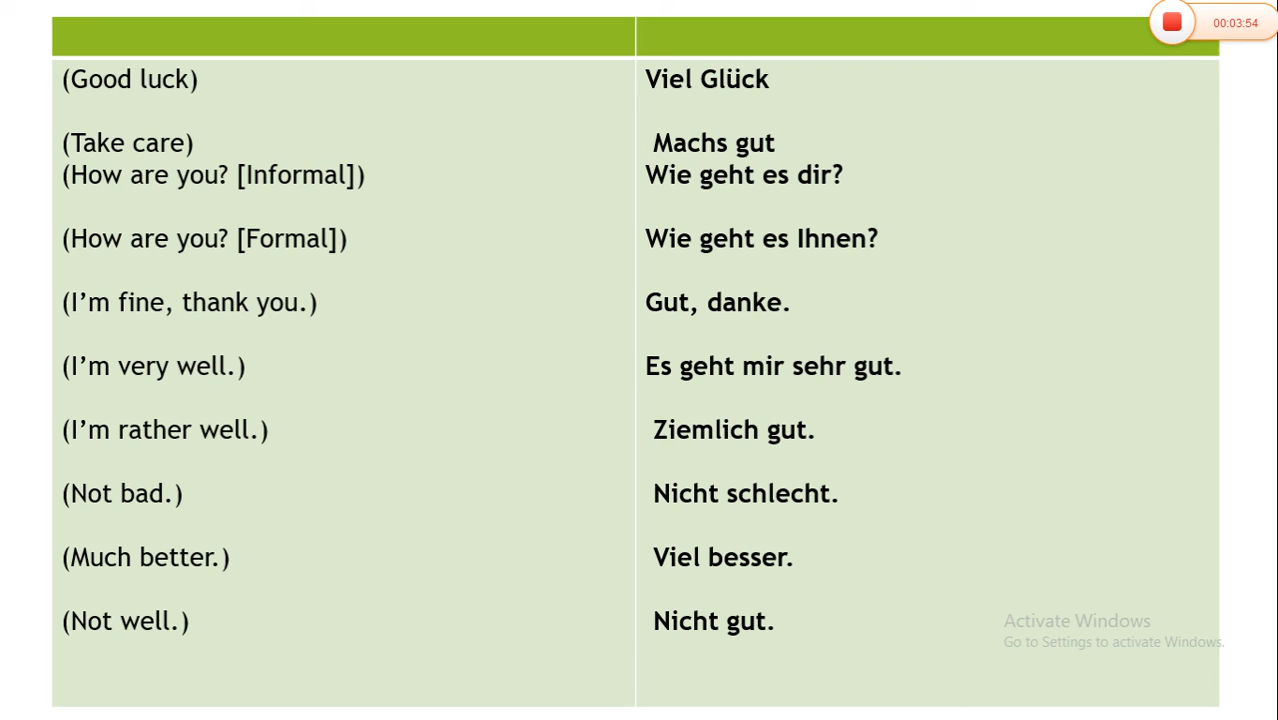 00:03:54
(Good luck) Viel Glück
(Take care) Machs gut
(How are you? [Informal]) Wie geht es dir?
(How are you? [Formal]) Wie geht es Ihnen?
(I’m fine, thank you.) Gut, danke.
(I’m very well.) Es geht mir sehr gut.
(I’m rather well.) Ziemlich gut.
(Not bad.) Nicht schlecht.
(Much better.) Viel besser.
(Not well.) Nicht gut.
Activate Windows
Go to Settings to activate Windows.